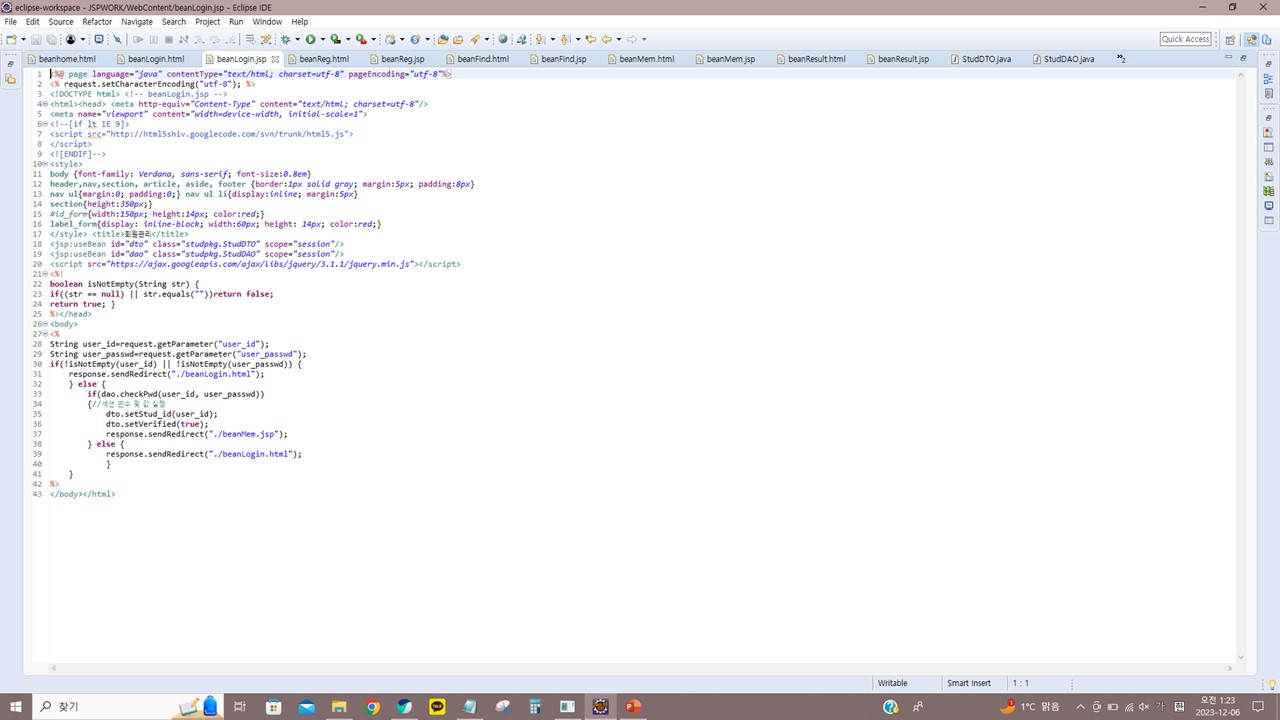 eclipse-workspace - JSPWORK/WebContent/beanLogin.jsp - Eclipse IDE
File Edit Source Refactor Navigate Search Project Run Window Help
Quick Access
beanhome.html beanLogin.html beanLogin.jsp beanReg.html beanReg.jsp beanFind.html beanFind.jsp beanMem.html beanMem.jsp beanResult.html beanResult.jsp StudDTO.java StudDAO.java »2
1 <%@ page language="java" contentType="text/html; charset=utf-8" pageEncoding="utf-8"%>
2 <% request.setCharacterEncoding("utf-8"); %>
3 <!DOCTYPE html> <!-- beanLogin.jsp -->
4 <html><head> <meta http-equiv="Content-Type" content="text/html; charset=utf-8"/>
5 <meta name="viewport" content="width=device-width, initial-scale=1">
6 <!--[if lt IE 9]>
7 <script src="http://html5shiv.googlecode.com/svn/trunk/html5.js">
8 </script>
9 <![ENDIF]-->
10 <style>
11 body {font-family: Verdana, sans-serif; font-size:0.8em}
12 header,nav,section, article, aside, footer {border:1px solid gray; margin:5px; padding:8px}
13 nav ul{margin:0; padding:0;} nav ul li{display:inline; margin:5px}
14 section{height:350px;}
15 #id_form{width:150px; height:14px; color:red;}
16 label_form{display: inline-block; width:60px; height: 14px; color:red;}
17 </style> <title>회원관리</title>
18 <jsp:useBean id="dto" class="studpkg.StudDTO" scope="session"/>
19 <jsp:useBean id="dao" class="studpkg.StudDAO" scope="session"/>
20 <script src="https://ajax.googleapis.com/ajax/libs/jquery/3.1.1/jquery.min.js"></script>
21 <%!
22 boolean isNotEmpty(String str) {
23 if((str == null) || str.equals(""))return false;
24 return true; }
25 %></head>
26 <body>
27 <%
28 String user_id=request.getParameter("user_id");
29 String user_passwd=request.getParameter("user_passwd");
30 if(!isNotEmpty(user_id) || !isNotEmpty(user_passwd)) {
31 response.sendRedirect("./beanLogin.html");
32 } else {
33 if(dao.checkPwd(user_id, user_passwd))
34 {//세션 변수 및 값 설정
35 dto.setStud_id(user_id);
36 dto.setVerified(true);
37 response.sendRedirect("./beanMem.jsp");
38 } else {
39 response.sendRedirect("./beanLogin.html");
40 }
41 }
42 %>
43 </body></html>
Writable Smart Insert 1 : 1
찾기
1°C 맑음
가
오전 1:23
2023-12-06